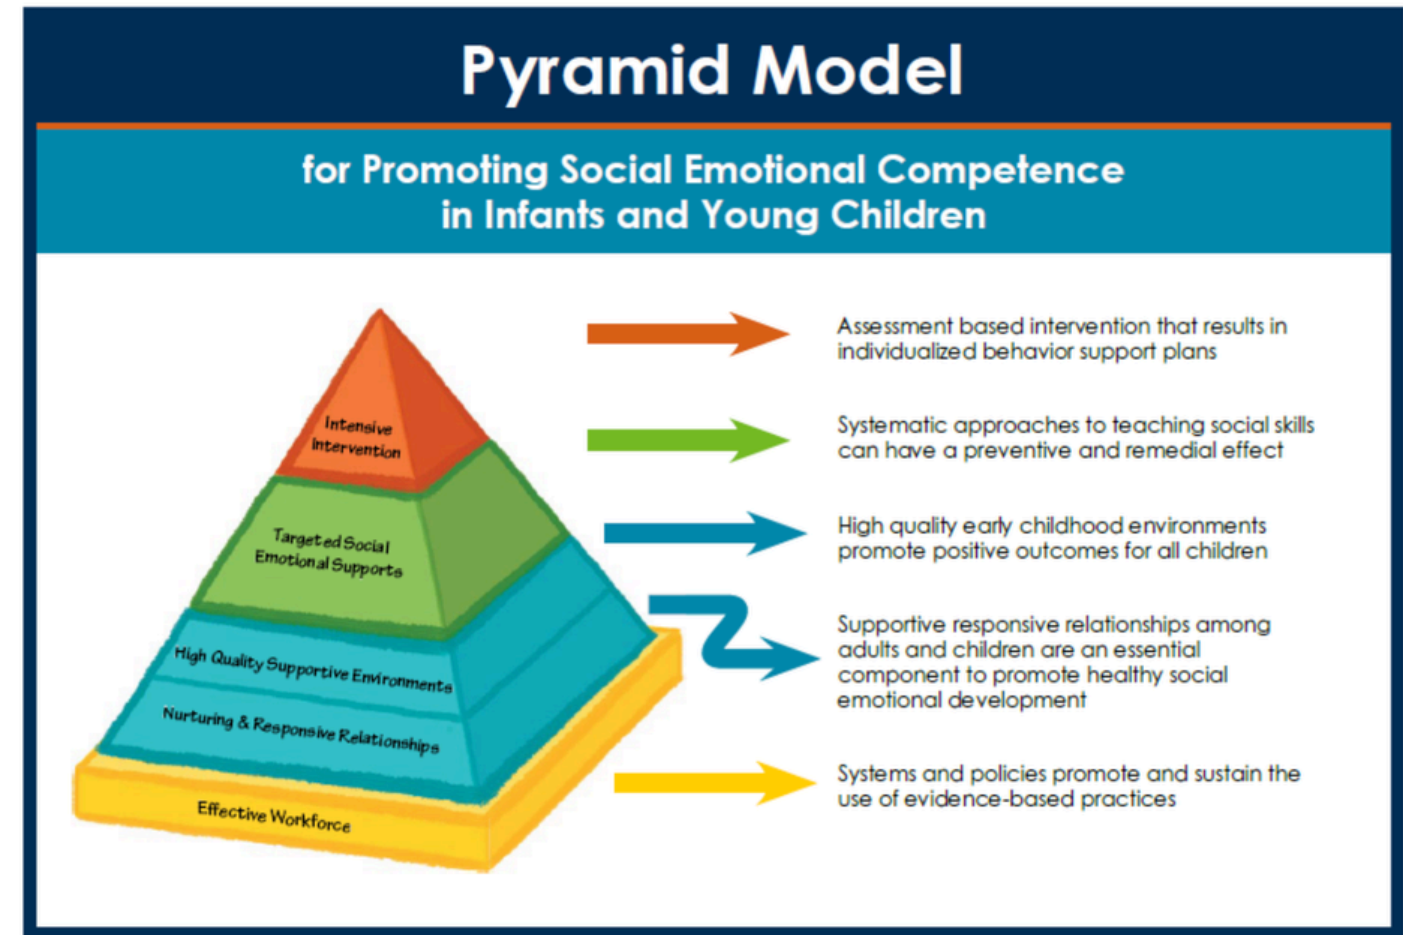 Pyramid Model
for Promoting Social Emotional Competence
in Infants and Young Children
Intensive
Intervention
Targeted Social
Emotional Supports
High Quality Supportive Environments
Nurturing & Responsive Relationships
Effective Workforce
Assessment based intervention that results in
individualized behavior support plans
Systematic approaches to teaching social skills
can have a preventive and remedial effect
High quality early childhood environments
promote positive outcomes for all children
Supportive responsive relationships among
adults and children are an essential
component to promote healthy social
emotional development
Systems and policies promote and sustain the
use of evidence-based practices